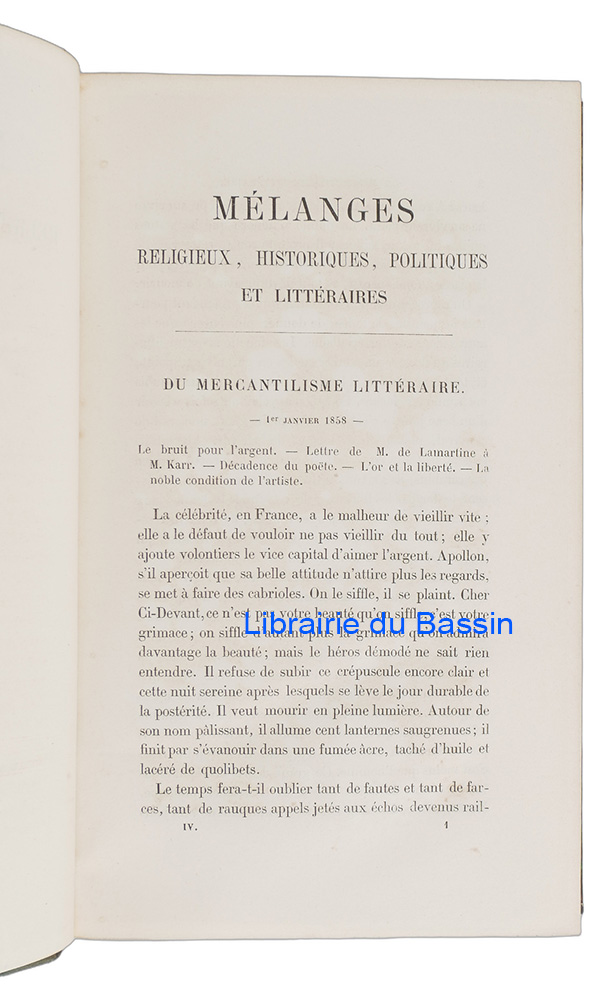 MÉLANGES
RELIGIEUX, HISTORIQUES, POLITIQUES
ET LITTÉRAIRES
DU MERCANTILISME LITTÉRAIRE.
— 1er JANVIER 1858 —
Le bruit pour l'argent. — Lettre de M. de Lamartine à
M. Karr. — Décadence du poëte. — L'or et la liberté. — La
noble condition de l'artiste.
La célébrité, en France, a le malheur de vieillir vite ;
elle a le défaut de vouloir ne pas vieillir du tout ; elle y
ajoute volontiers le vice capital d'aimer l'argent. Apollon,
s'il aperçoit que sa belle attitude n'attire plus les regards,
se met à faire des cabrioles. On le siffle, il se plaint. Cher
Ci-Devant, ce n'est pas votre beauté qu'on siffle, c'est votre
grimace ; on siffle d'autant plus la grimace qu'on admira
Librairie du Bassin
davantage la beauté ; mais le héros démodé ne sait rien
entendre. Il refuse de subir ce crépuscule encore clair et
cette nuit sereine après lesquels se lève le jour durable de
la postérité. Il veut mourir en pleine lumière. Autour de
son nom pâlissant, il allume cent lanternes saugrenues ; il
finit par s'évanouir dans une fumée âcre, taché d'huile et
lacéré de quolibets.
Le temps fera-t-il oublier tant de fautes et tant de far-
ces, tant de rauques appels jetés aux échos devenus rail-
IV. 1